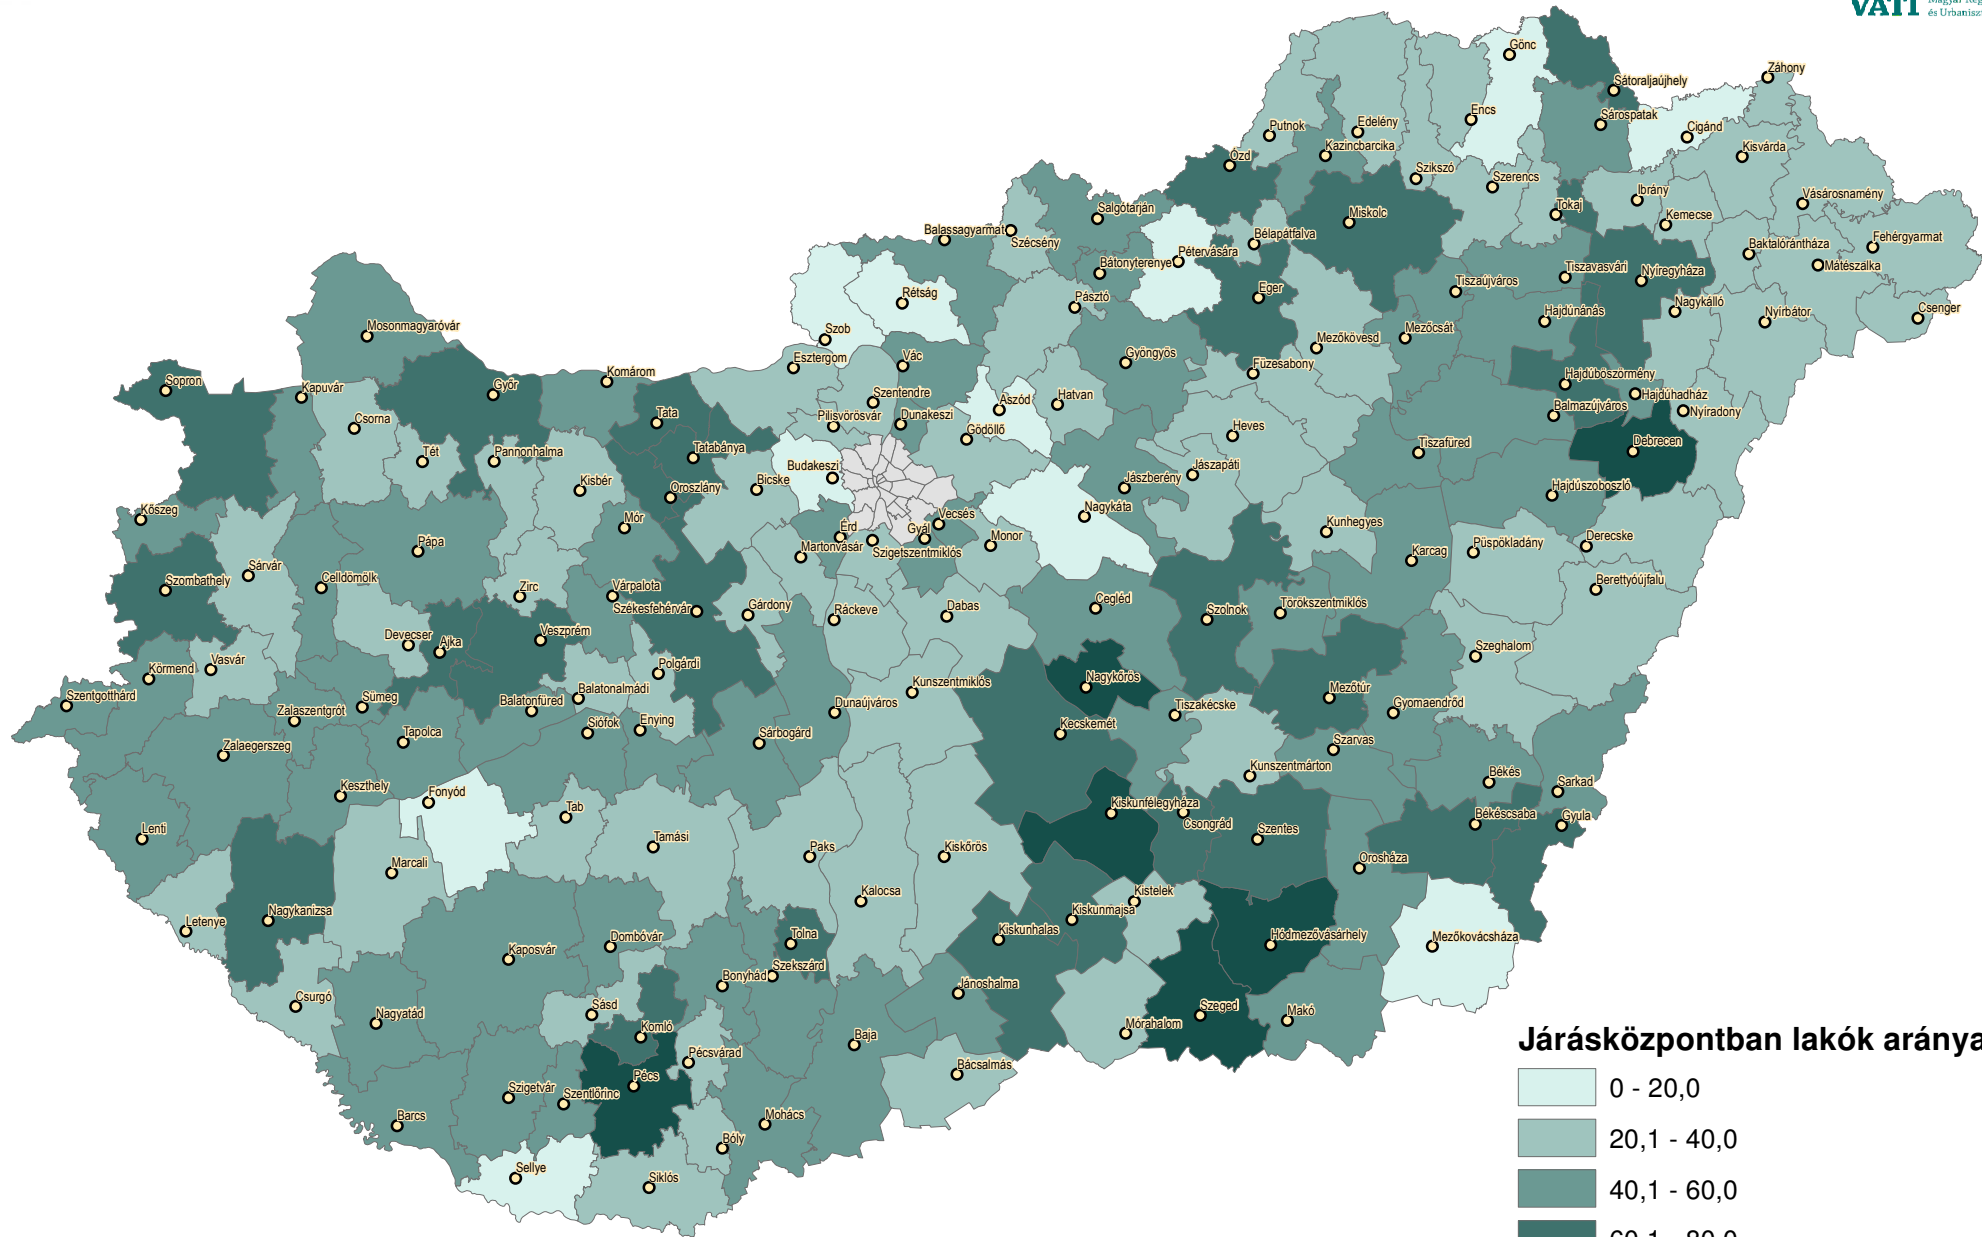 VÁTI
és Urbanisz
Gönc
Sátoraljaújhely
Záhony
Encs
Sárospatak
Cigánd
Putnok
Edelény
Kazincbarcika
Kisvárda
Ózd
Szikszó
Szerencs
Ibrány
Vásárosnamény
Tokaj
Kemecse
Salgótarján
Miskolc
Balassagyarmat
Szécsény
Bélapátfalva
Fehérgyarmat
Baktalórántháza
Pétervására
Bátonyterenye
Mátészalka
Tiszavasvári
Nyíregyháza
Tiszaújváros
Rétság
Eger
Pásztó
Nagykálló
Nyírbátor
Csenger
Hajdúnánás
Mosonmagyaróvár
Szob
Mezőcsát
Mezőkövesd
Esztergom
Vác
Gyöngyös
Füzesabony
Hajdúböszörmény
Sopron
Győr
Komárom
Kapuvár
Szentendre
Aszód
Hatvan
Hajdúhadház
Nyíradony
Balmazújváros
Tata
Pilisvörösvár
Dunakeszi
Csorna
Gödöllő
Heves
Debrecen
Tiszafüred
Tét
Pannonhalma
Tatabánya
Budakeszi
Jászapáti
Kisbér
Bicske
Jászberény
Oroszlány
Hajdúszoboszló
Kőszeg
Mór
Érd
Gyál
Vecsés
Nagykáta
Kunhegyes
Pápa
Martonvásár
Szigetszentmiklós
Monor
Karcag
Püspökladány
Derecske
Sárvár
Szombathely
Celldömölk
Zirc
Várpalota
Székesfehérvár
Gárdony
Ráckeve
Dabas
Cegléd
Szolnok
Törökszentmiklós
Berettyóújfalu
Devecser
Ajka
Veszprém
Vasvár
Körmend
Polgárdi
Szeghalom
Nagykőrös
Szentgotthárd
Sümeg
Balatonalmádi
Kunszentmiklós
Mezőtúr
Zalaszentgrót
Balatonfüred
Dunaújváros
Tiszakécske
Gyomaendrőd
Tapolca
Siófok
Enying
Sárbogárd
Kecskemét
Zalaegerszeg
Szarvas
Kunszentmárton
Keszthely
Fonyód
Békés
Sarkad
Tab
Kiskunfélegyháza
Csongrád
Békéscsaba
Gyula
Lenti
Tamási
Szentes
Paks
Kiskőrös
Marcali
Orosháza
Kalocsa
Kistelek
Nagykanizsa
Kiskunmajsa
Letenye
Kaposvár
Dombóvár
Tolna
Kiskunhalas
Hódmezővásárhely
Mezőkovácsháza
Bonyhád
Szekszárd
Jánoshalma
Csurgó
Sásd
Szeged
Makó
Nagyatád
Komló
Mórahalom
Baja
Pécsvárad
Bácsalmás
Pécs
Szigetvár
Szentlőrinc
Barcs
Mohács
Bóly
Sellye
Siklós
Járásközpontban lakók aránya
0 - 20,0
20,1 - 40,0
40,1 - 60,0
60,1 - 80,0